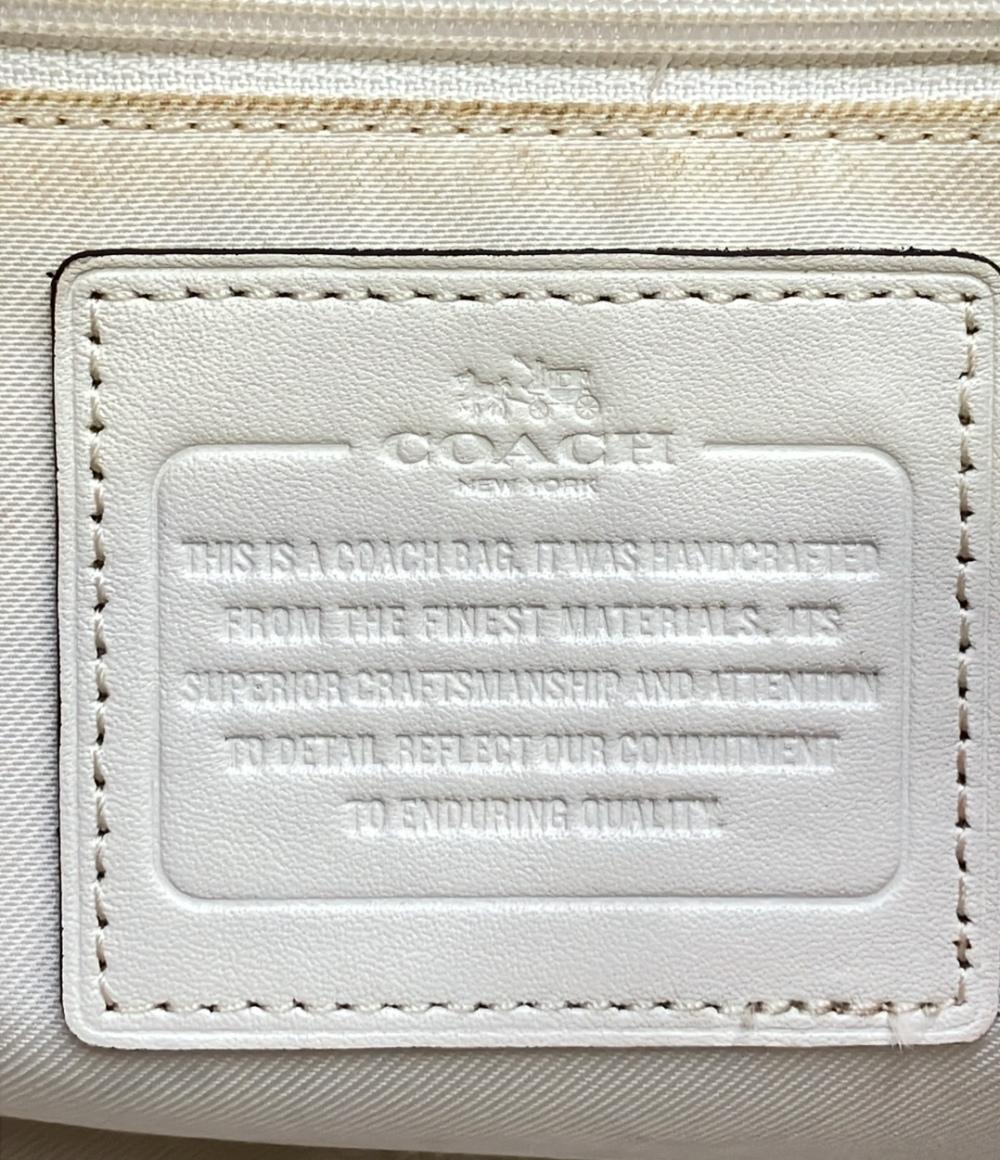 COACH
NEW YORK
THIS IS A COACH BAG. IT WAS HANDCRAFTED
FROM THE FINEST MATERIALS. ITS
SUPERIOR CRAFTSMANSHIP AND ATTENTION
TO DETAIL REFLECT OUR COMMITMENT
TO ENDURING QUALITY.